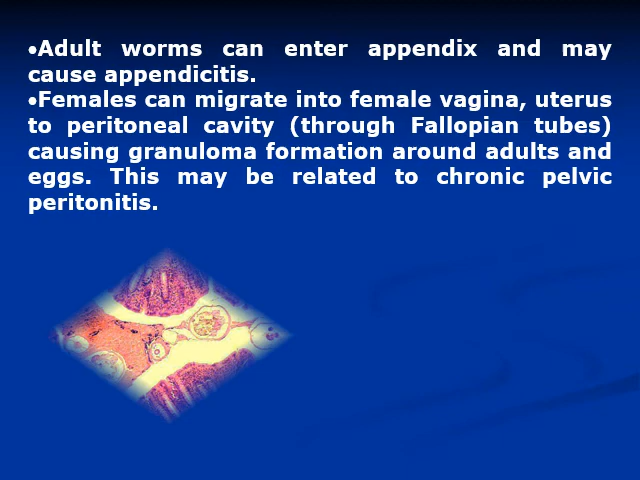 •Adult worms can enter appendix and may
cause appendicitis.
•Females can migrate into female vagina, uterus
to peritoneal cavity (through Fallopian tubes)
causing granuloma formation around adults and
eggs. This may be related to chronic pelvic
peritonitis.